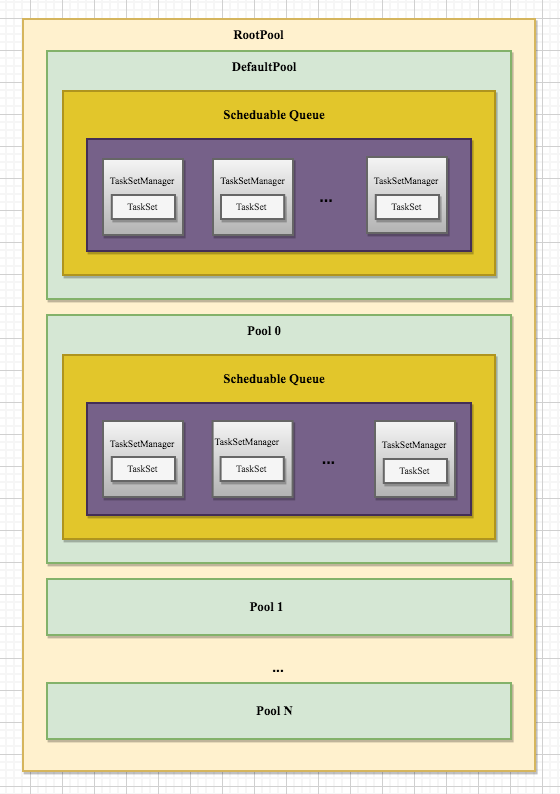 RootPool
DefaultPool
Scheduable Queue
TaskSetManager TaskSetManager ... TaskSetManager
TaskSet TaskSet TaskSet
Pool 0
Scheduable Queue
TaskSetManager TaskSetManager ... TaskSetManager
TaskSet TaskSet TaskSet
Pool 1
...
Pool N